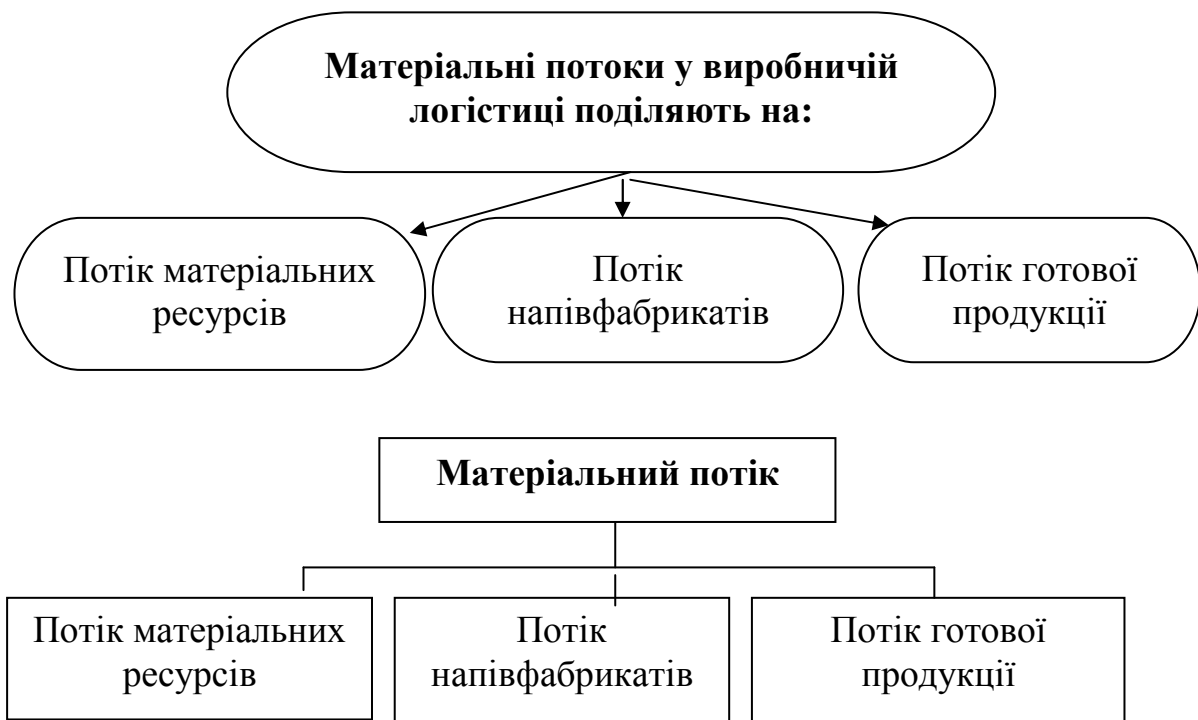 Матеріальні потоки у виробничій
логістиці поділяють на:
Потік матеріальних
ресурсів
Потік
напівфабрикатів
Потік готової
продукції
Матеріальний потік
Потік матеріальних
ресурсів
Потік
напівфабрикатів
Потік готової
продукції